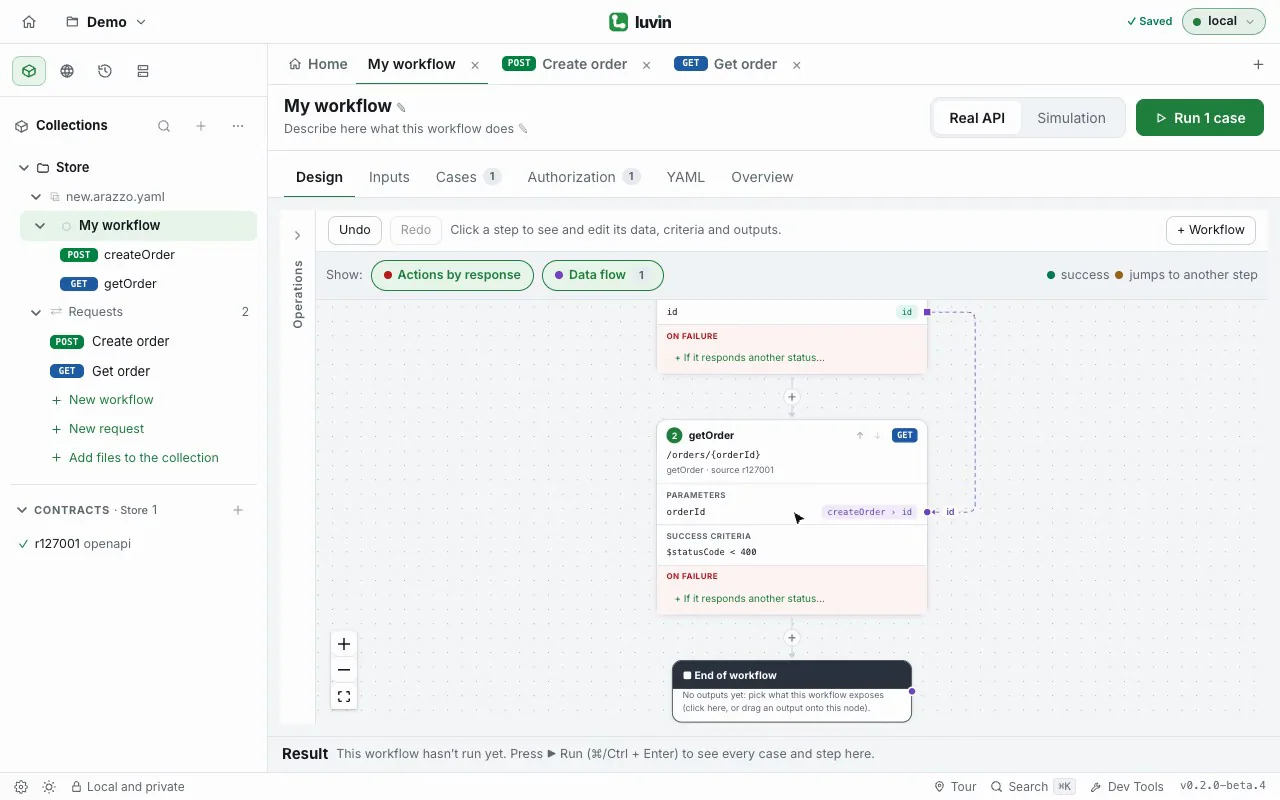 Demo
luvin
✓ Saved
local
Home
My workflow ×
POST Create order ×
GET Get order ×
+
Collections
My workflow
Describe here what this workflow does
Real API
Simulation
Run 1 case
Store
new.arazzo.yaml
My workflow
POST createOrder
GET getOrder
Requests 2
POST Create order
GET Get order
+ New workflow
+ New request
+ Add files to the collection
CONTRACTS · Store 1 +
✓ r127001 openapi
Design
Inputs
Cases 1
Authorization 1
YAML
Overview
Operations
Undo
Redo
Click a step to see and edit its data, criteria and outputs.
+ Workflow
Show:
Actions by response
Data flow 1
success
jumps to another step
id id
ON FAILURE
+ If it responds another status...
+
2 getOrder ↑ ↓ GET
/orders/{orderId}
getOrder · source r127001
PARAMETERS
orderId createOrder › id id
SUCCESS CRITERIA
$statusCode < 400
ON FAILURE
+ If it responds another status...
+
End of workflow
No outputs yet: pick what this workflow exposes
(click here, or drag an output onto this node).
Result This workflow hasn't run yet. Press ▶ Run (⌘/Ctrl + Enter) to see every case and step here.
Local and private
Tour
Search ⌘K
Dev Tools
v0.2.0-beta.4